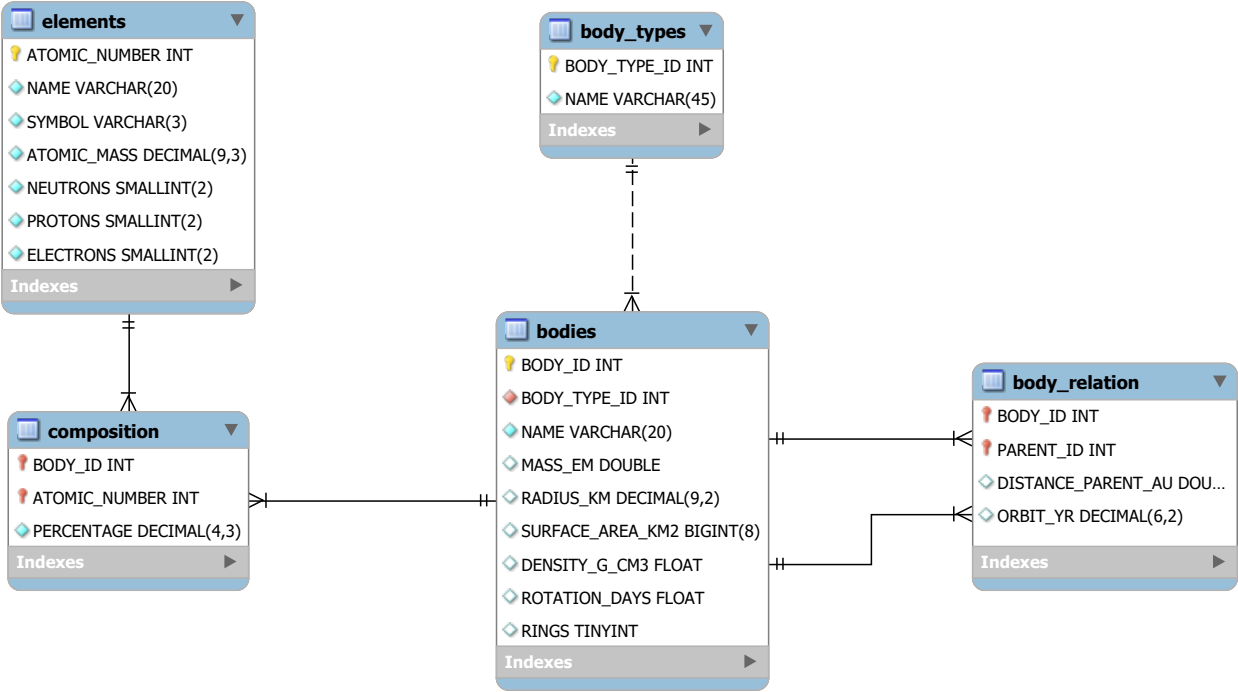 elements
ATOMIC_NUMBER INT
NAME VARCHAR(20)
SYMBOL VARCHAR(3)
ATOMIC_MASS DECIMAL(9,3)
NEUTRONS SMALLINT(2)
PROTONS SMALLINT(2)
ELECTRONS SMALLINT(2)
Indexes
body_types
BODY_TYPE_ID INT
NAME VARCHAR(45)
Indexes
composition
BODY_ID INT
ATOMIC_NUMBER INT
PERCENTAGE DECIMAL(4,3)
Indexes
bodies
BODY_ID INT
BODY_TYPE_ID INT
NAME VARCHAR(20)
MASS_EM DOUBLE
RADIUS_KM DECIMAL(9,2)
SURFACE_AREA_KM2 BIGINT(8)
DENSITY_G_CM3 FLOAT
ROTATION_DAYS FLOAT
RINGS TINYINT
Indexes
body_relation
BODY_ID INT
PARENT_ID INT
DISTANCE_PARENT_AU DOU...
ORBIT_YR DECIMAL(6,2)
Indexes